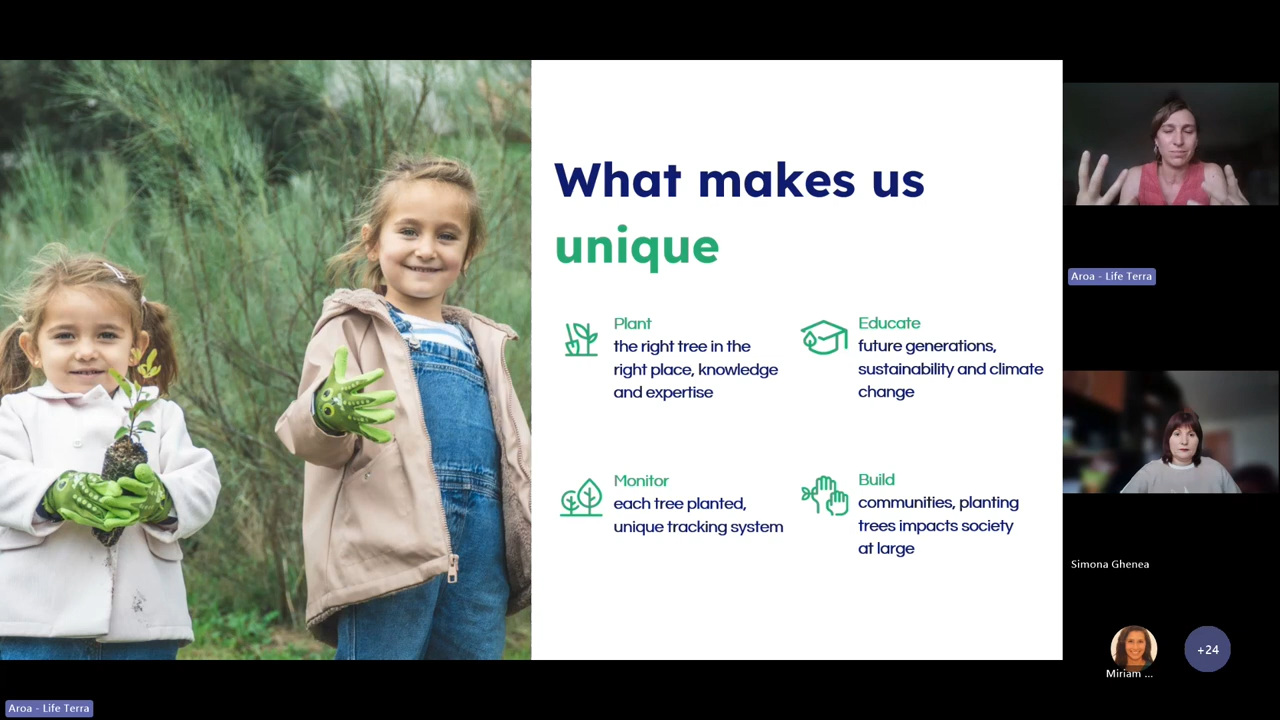 What makes us
unique
Plant
the right tree in the
right place, knowledge
and expertise
Educate
future generations,
sustainability and climate
change
Monitor
each tree planted,
unique tracking system
Build
communities, planting
trees impacts society
at large
Aroa - Life Terra
Simona Ghenea
Miriam ...
+24
Aroa - Life Terra